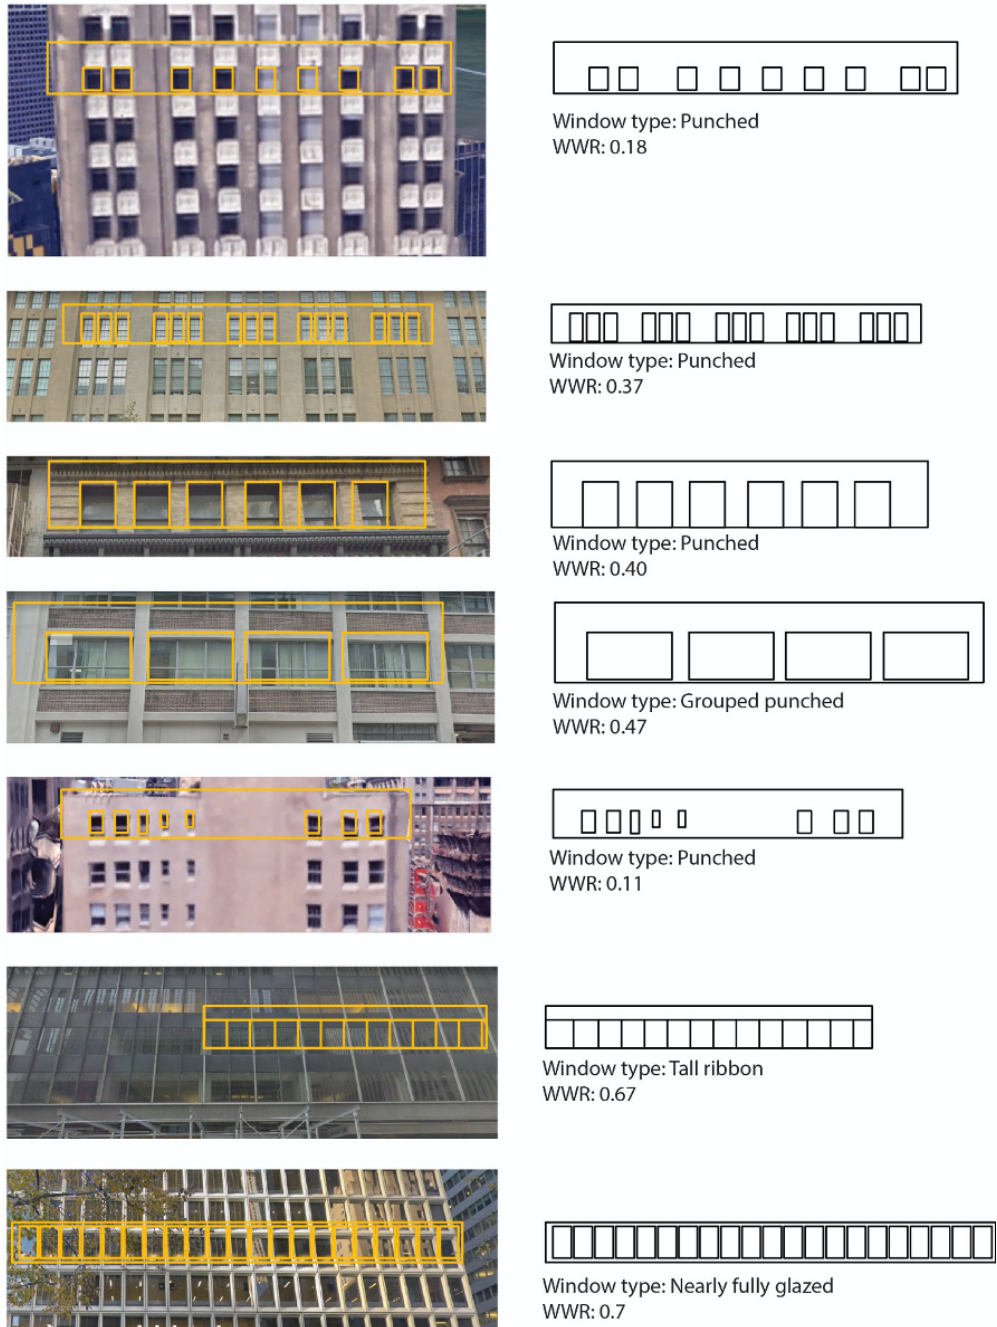 Window type: Punched
WWR: 0.18
Window type: Punched
WWR: 0.37
Window type: Punched
WWR: 0.40
Window type: Grouped punched
WWR: 0.47
Window type: Punched
WWR: 0.11
Window type: Tall ribbon
WWR: 0.67
Window type: Nearly fully glazed
WWR: 0.7